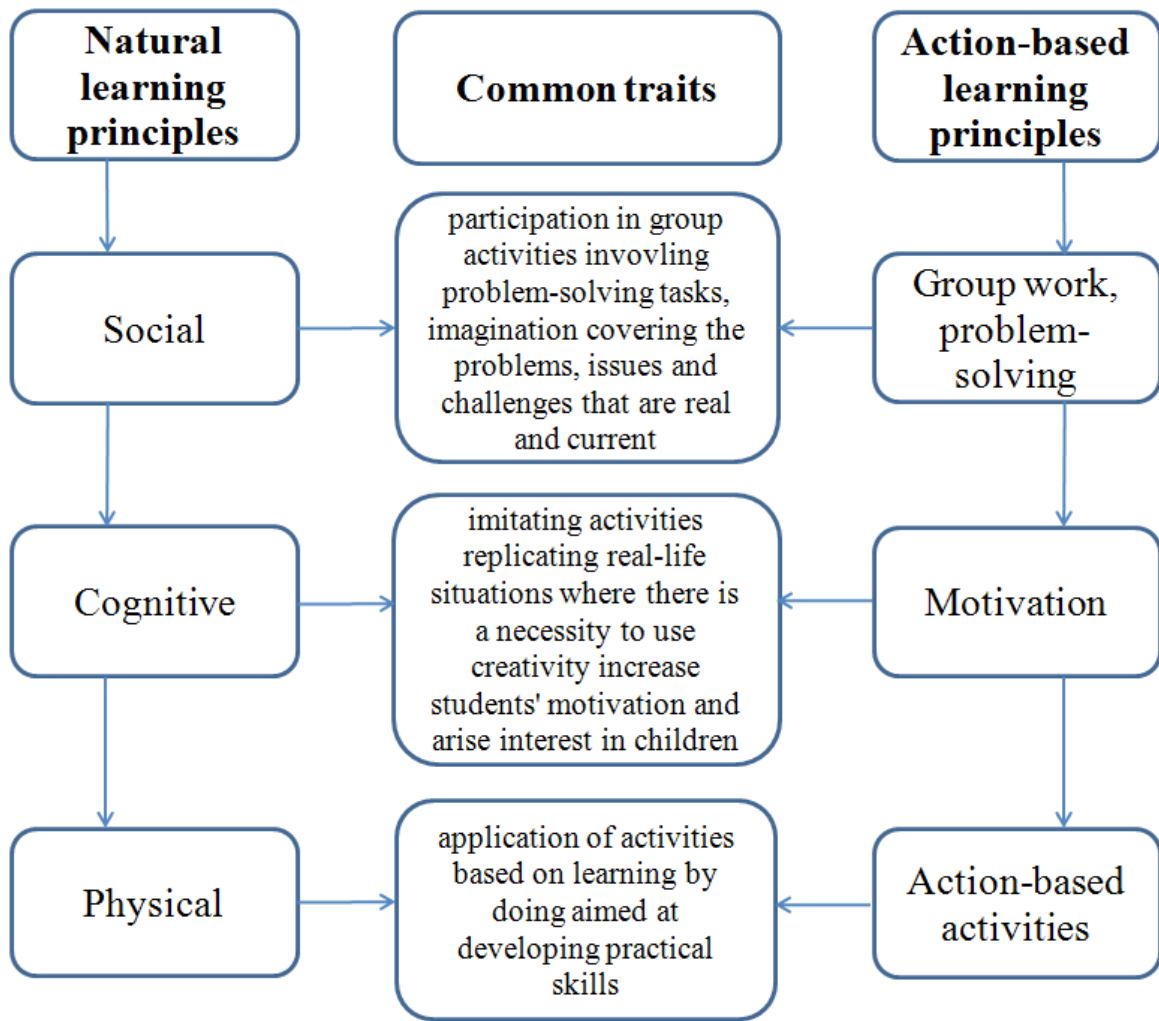 Natural
learning
principles
Common traits
Action-based
learning
principles
Social
participation in group
activities invovling
problem-solving tasks,
imagination covering the
problems, issues and
challenges that are real
and current
Group work,
problem-
solving
Cognitive
imitating activities
replicating real-life
situations where there is
a necessity to use
creativity increase
students' motivation and
arise interest in children
Motivation
Physical
application of activities
based on learning by
doing aimed at
developing practical
skills
Action-based
activities